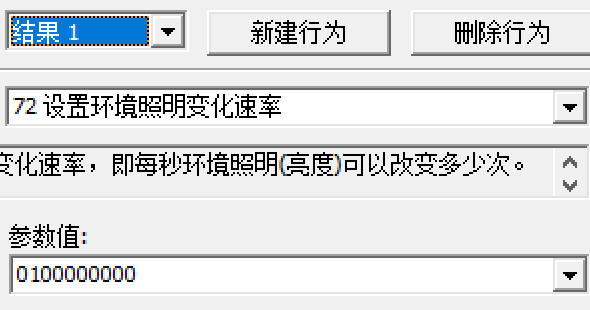 结果 1 新建行为 删除行为
72 设置环境照明变化速率
变化速率，即每秒环境照明(亮度)可以改变多少次。
参数值:
0100000000